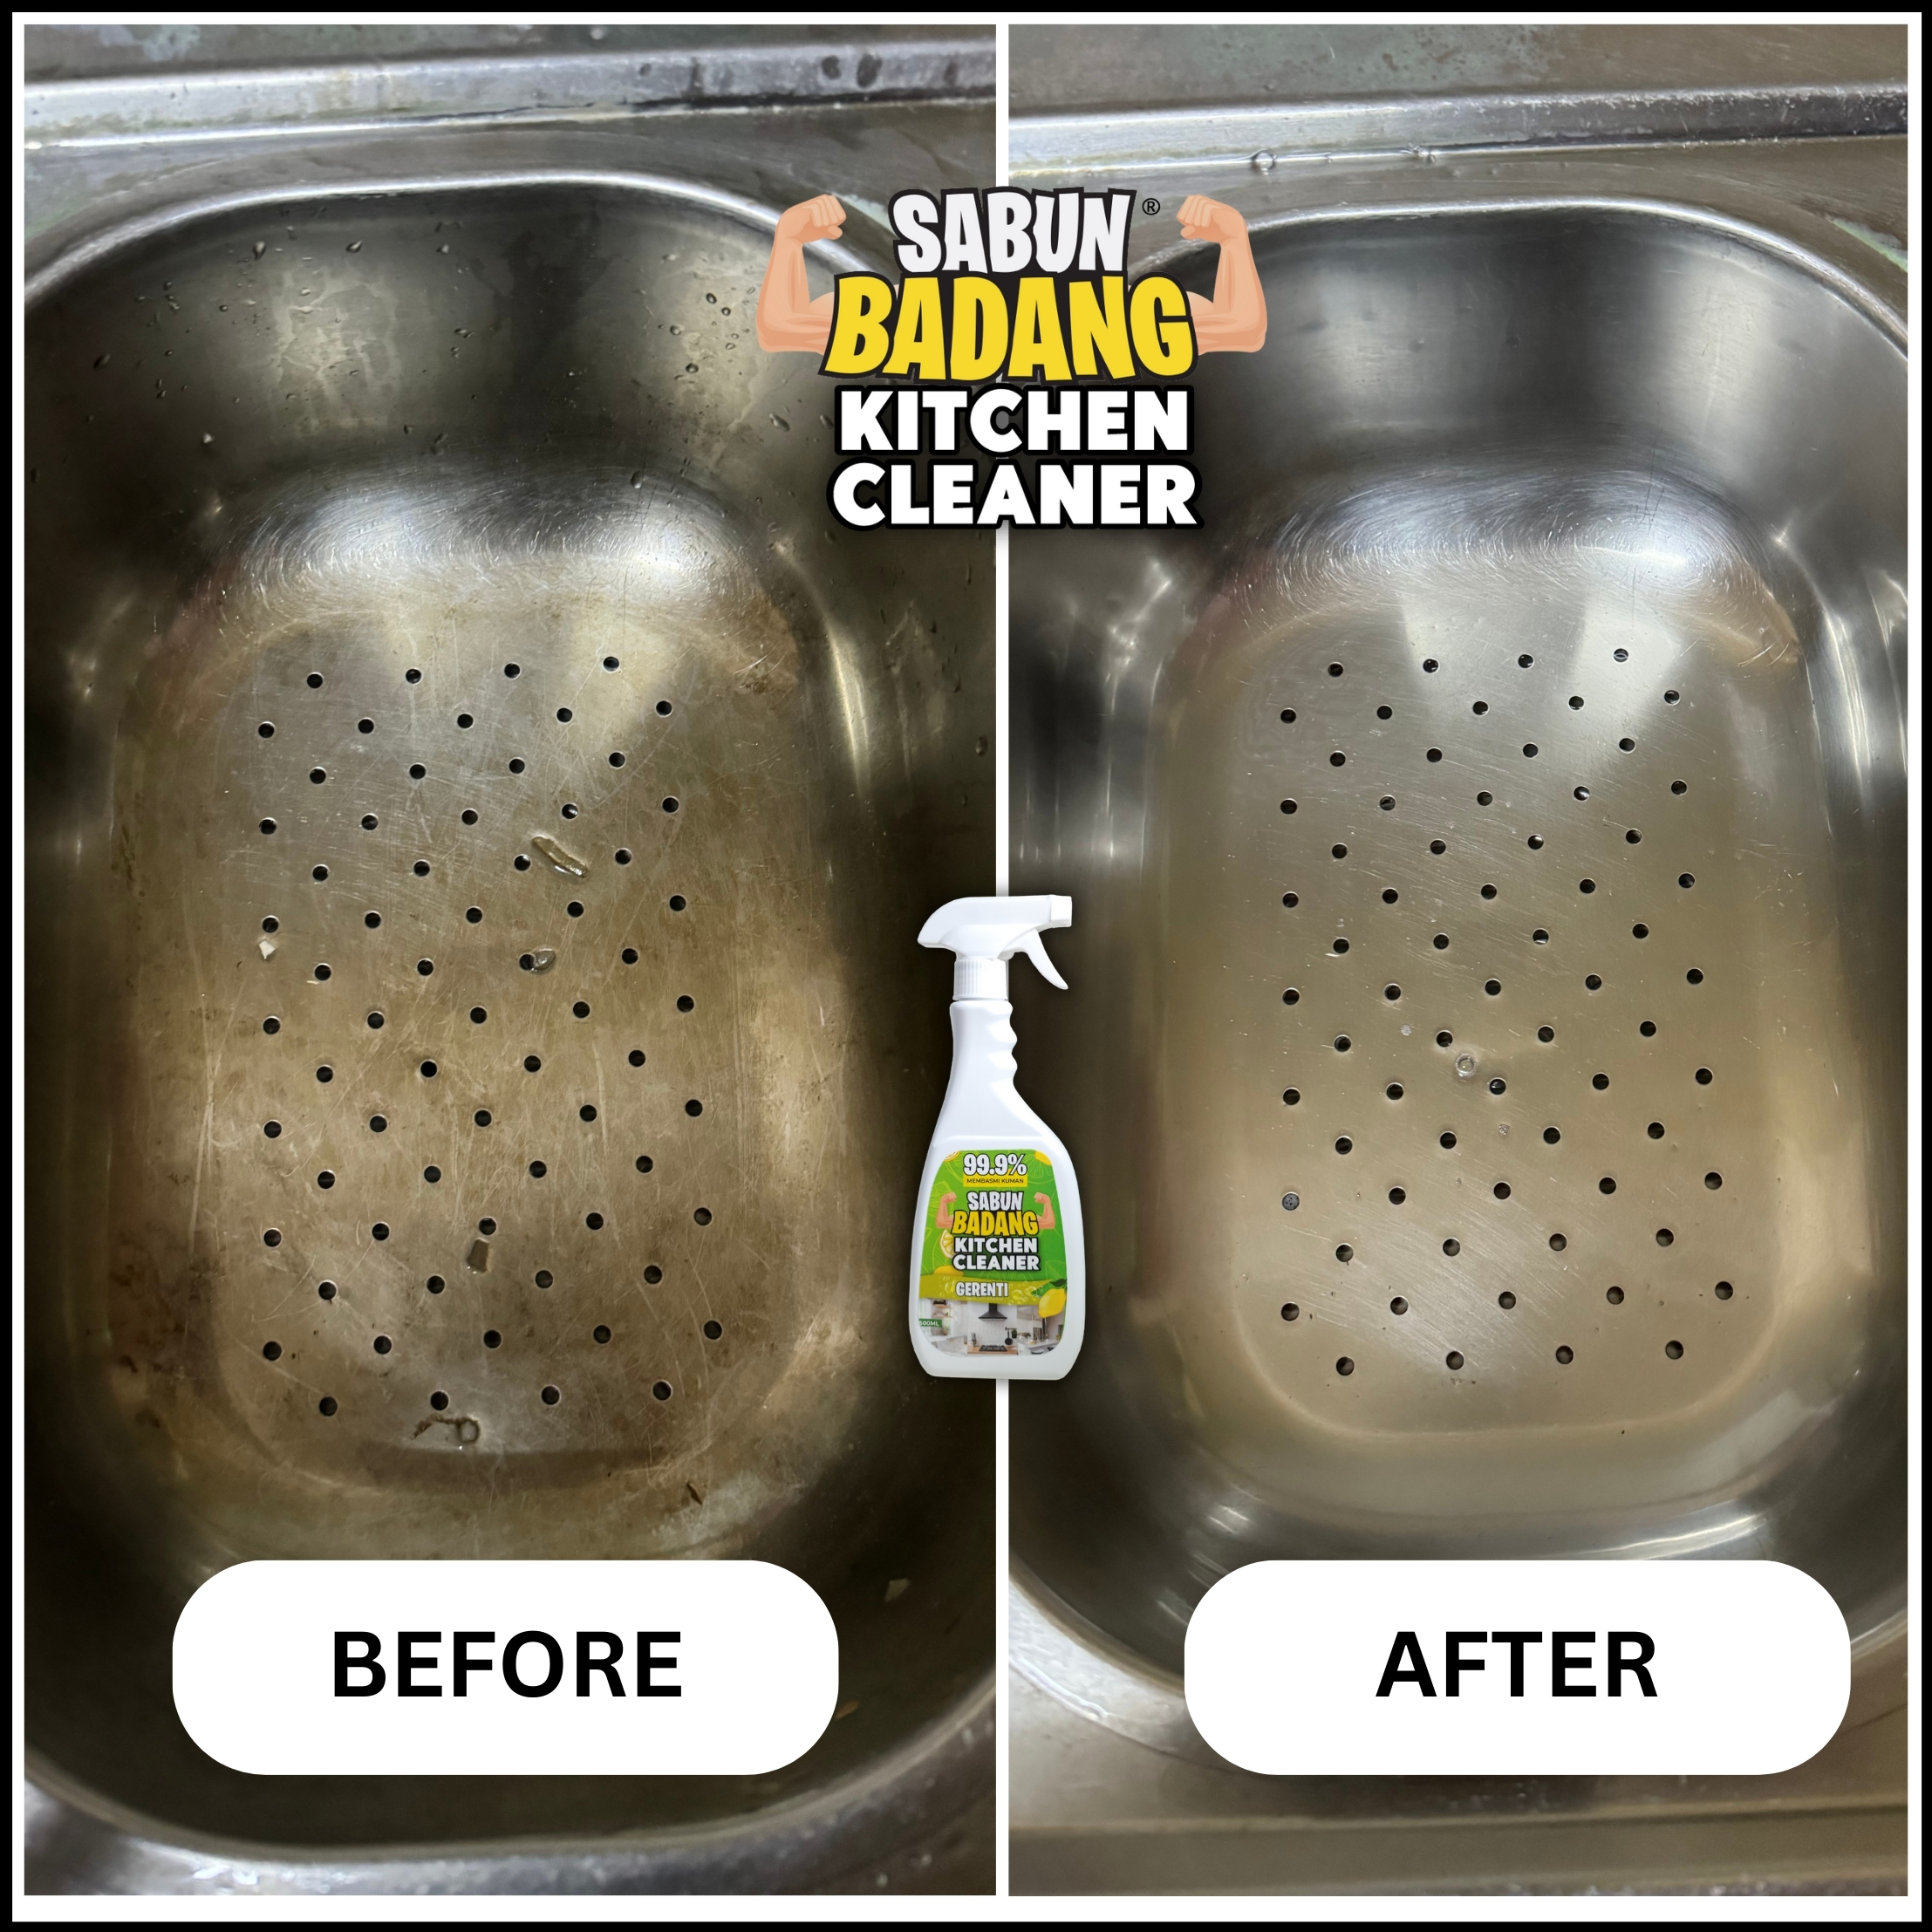 SABUN ®
BADANG
KITCHEN
CLEANER
99.9%
MEMBASMI KUMAN
SABUN
BADANG
KITCHEN
CLEANER
GERENTI
500ML
BEFORE
AFTER